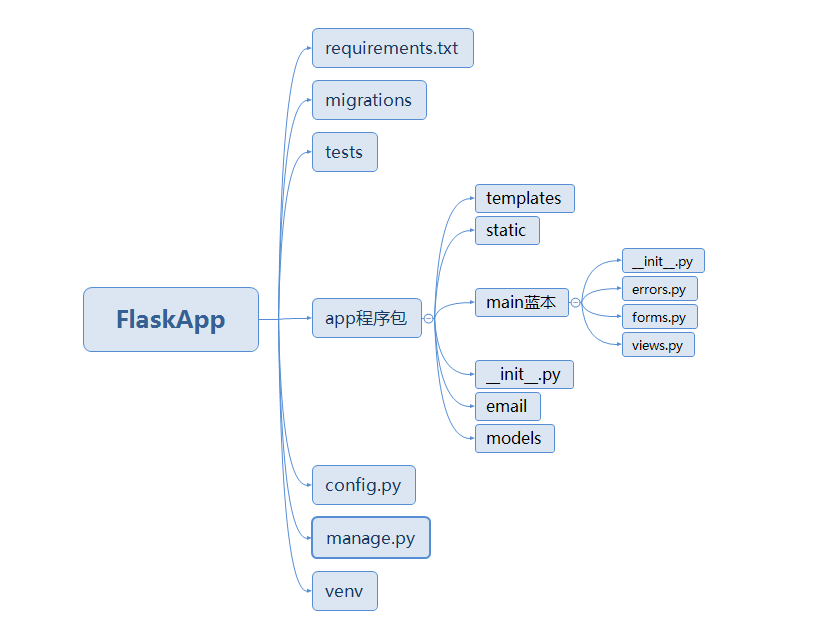 FlaskApp
requirements.txt
migrations
tests
app程序包
templates
static
main蓝本
__init__.py
errors.py
forms.py
views.py
__init__.py
email
models
config.py
manage.py
venv